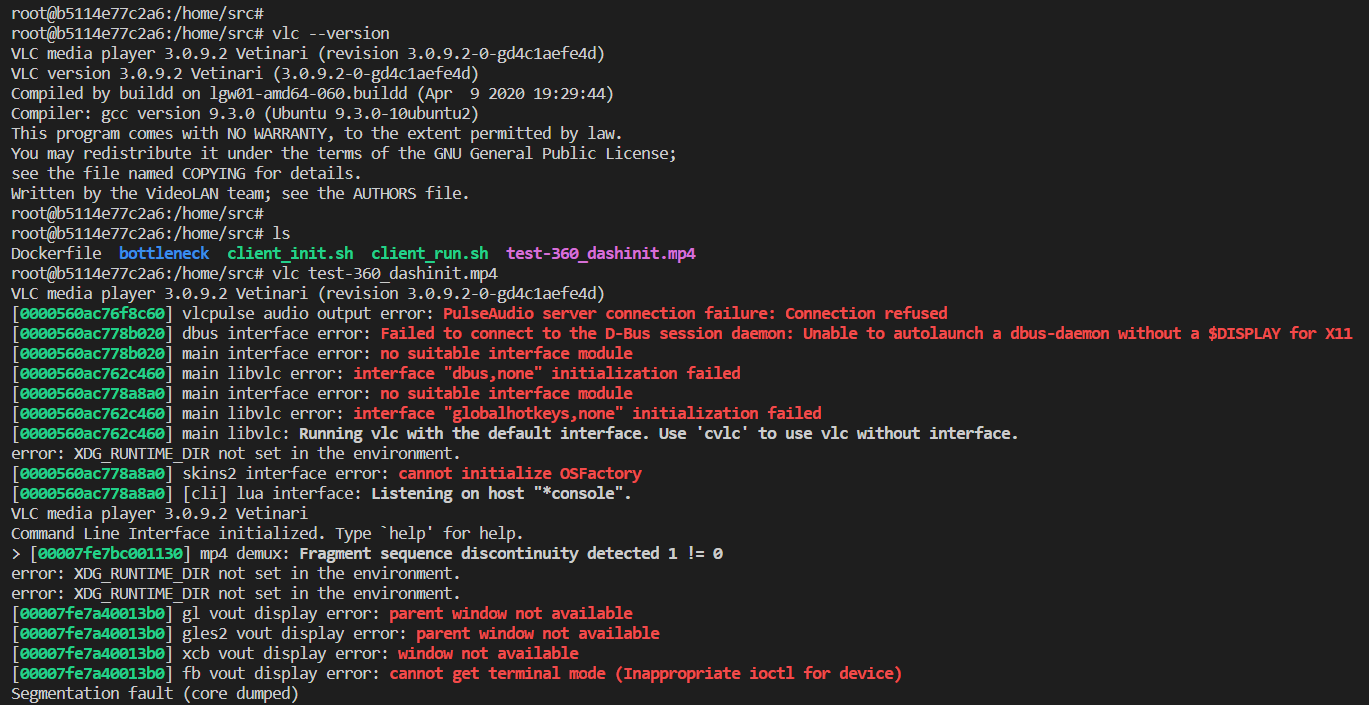 root@b5114e77c2a6:/home/src#
root@b5114e77c2a6:/home/src# vlc --version
VLC media player 3.0.9.2 Vetinari (revision 3.0.9.2-0-gd4c1aefe4d)
VLC version 3.0.9.2 Vetinari (3.0.9.2-0-gd4c1aefe4d)
Compiled by buildd on lgw01-amd64-060.buildd (Apr  9 2020 19:29:44)
Compiler: gcc version 9.3.0 (Ubuntu 9.3.0-10ubuntu2)
This program comes with NO WARRANTY, to the extent permitted by law.
You may redistribute it under the terms of the GNU General Public License;
see the file named COPYING for details.
Written by the VideoLAN team; see the AUTHORS file.
root@b5114e77c2a6:/home/src#
root@b5114e77c2a6:/home/src# ls
Dockerfile  bottleneck  client_init.sh  client_run.sh  test-360_dashinit.mp4
root@b5114e77c2a6:/home/src# vlc test-360_dashinit.mp4
VLC media player 3.0.9.2 Vetinari (revision 3.0.9.2-0-gd4c1aefe4d)
[0000560ac76f8c60] vlcpulse audio output error: PulseAudio server connection failure: Connection refused
[0000560ac778b020] dbus interface error: Failed to connect to the D-Bus session daemon: Unable to autolaunch a dbus-daemon without a $DISPLAY for X11
[0000560ac778b020] main interface error: no suitable interface module
[0000560ac762c460] main libvlc error: interface "dbus,none" initialization failed
[0000560ac778a8a0] main interface error: no suitable interface module
[0000560ac762c460] main libvlc error: interface "globalhotkeys,none" initialization failed
[0000560ac762c460] main libvlc: Running vlc with the default interface. Use 'cvlc' to use vlc without interface.
error: XDG_RUNTIME_DIR not set in the environment.
[0000560ac778a8a0] skins2 interface error: cannot initialize OSFactory
[0000560ac778a8a0] [cli] lua interface: Listening on host "*console".
VLC media player 3.0.9.2 Vetinari
Command Line Interface initialized. Type `help' for help.
> [00007fe7bc001130] mp4 demux: Fragment sequence discontinuity detected 1 != 0
error: XDG_RUNTIME_DIR not set in the environment.
error: XDG_RUNTIME_DIR not set in the environment.
[00007fe7a40013b0] gl vout display error: parent window not available
[00007fe7a40013b0] gles2 vout display error: parent window not available
[00007fe7a40013b0] xcb vout display error: window not available
[00007fe7a40013b0] fb vout display error: cannot get terminal mode (Inappropriate ioctl for device)
Segmentation fault (core dumped)